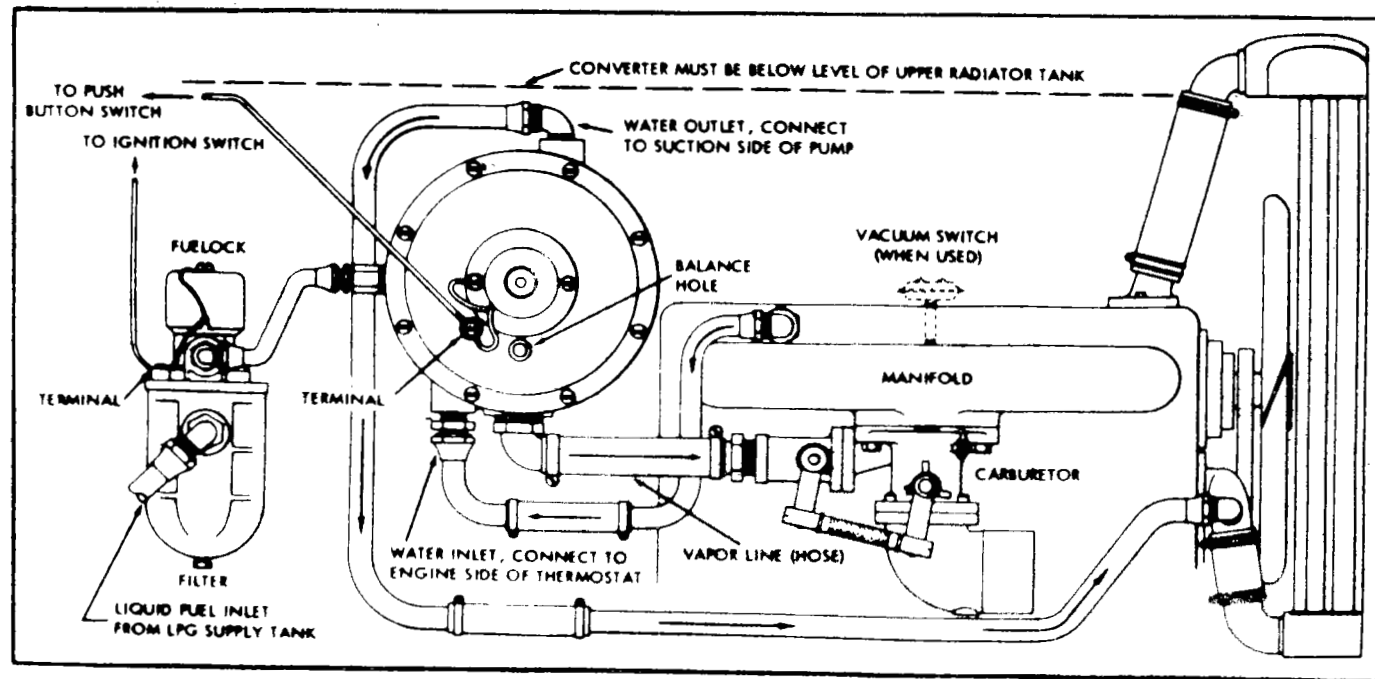 CONVERTER MUST BE BELOW LEVEL OF UPPER RADIATOR TANK
TO PUSH
BUTTON SWITCH
TO IGNITION SWITCH
WATER OUTLET, CONNECT
TO SUCTION SIDE OF PUMP
FUELOCK
VACUUM SWITCH
(WHEN USED)
BALANCE
HOLE
MANIFOLD
TERMINAL
TERMINAL
CARBURETOR
WATER INLET, CONNECT TO
ENGINE SIDE OF THERMOSTAT
VAPOR LINE (HOSE)
FILTER
LIQUID FUEL INLET
FROM LPG SUPPLY TANK